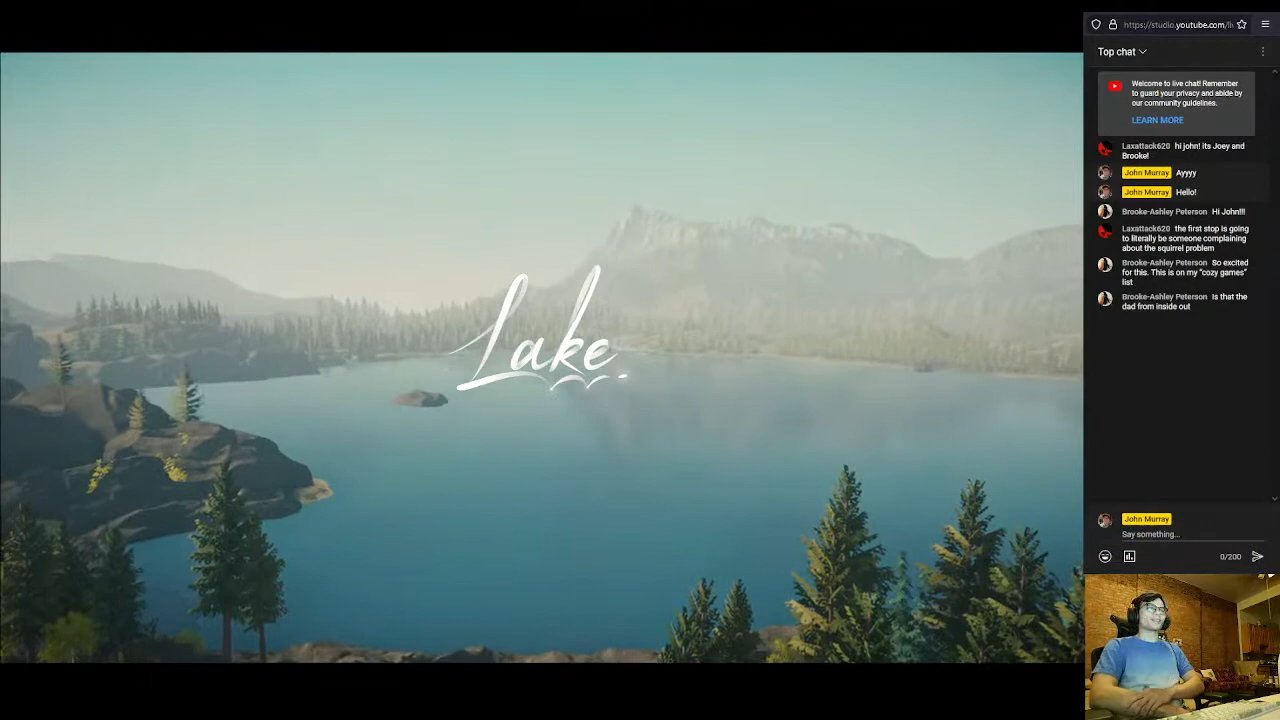 https://studio.youtube.com/li
Top chat
Welcome to live chat! Remember
to guard your privacy and abide by
our community guidelines.
LEARN MORE
Laxattack620 hi john! its Joey and
Brooke!
John Murray Ayyyy
John Murray Hello!
Brooke-Ashley Peterson Hi John!!!
Laxattack620 the first stop is going
to literally be someone complaining
about the squirrel problem
Brooke-Ashley Peterson So excited
for this. This is on my "cozy games"
list
Brooke-Ashley Peterson Is that the
dad from inside out
Lake
John Murray
Say something...
0/200